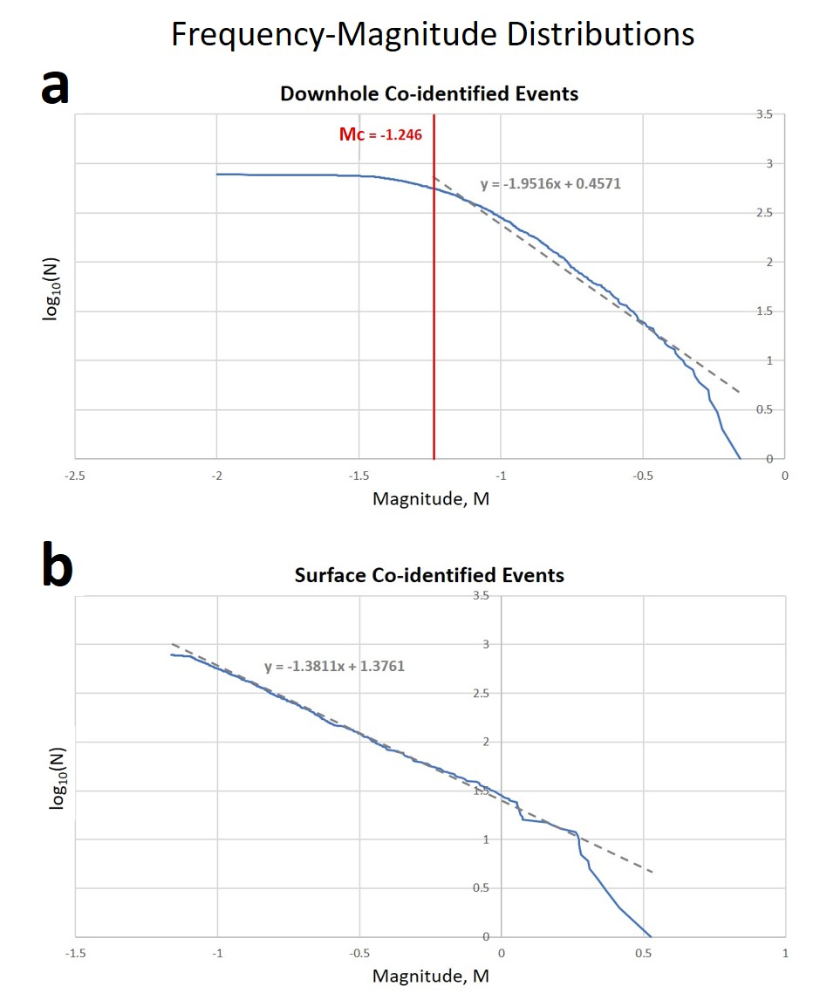 Frequency-Magnitude Distributions
a
Downhole Co-identified Events
3.5
Mc = -1.246
3
y = -1.9516x + 0.4571
2.5
2
log10(N)
1.5
1
0.5
0
-2.5 -2 -1.5 -1 -0.5 0
Magnitude, M
b
Surface Co-identified Events
3.5
3
y = -1.3811x + 1.3761
2.5
2
log10(N)
1.5
1
0.5
0
-1.5 -1 -0.5 0 0.5 1
Magnitude, M